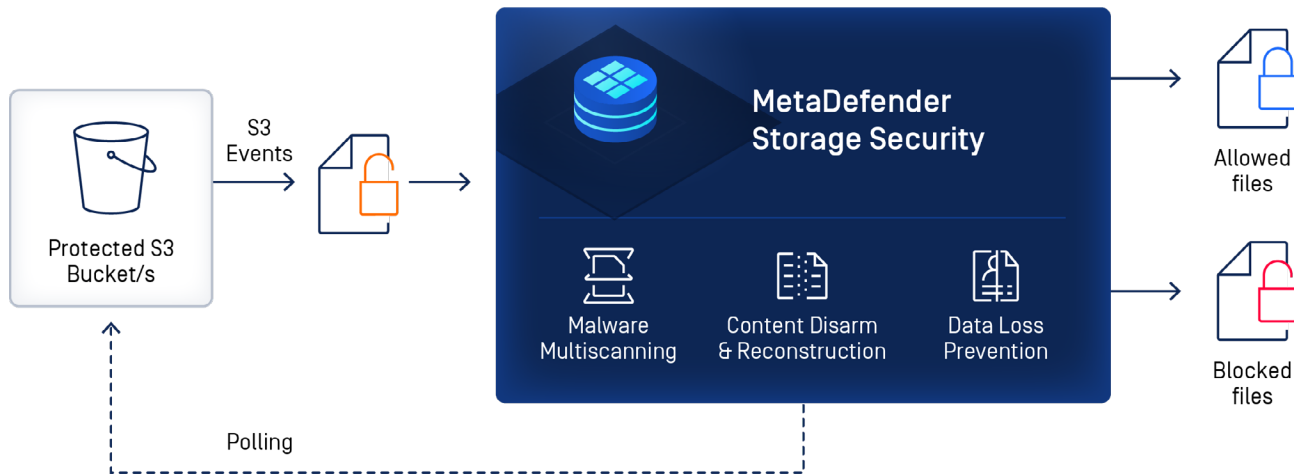 S3
Events
Protected S3
Bucket/s
MetaDefender
Storage Security
Malware
Multiscanning
Content Disarm
& Reconstruction
Data Loss
Prevention
Allowed
files
Blocked
files
Polling